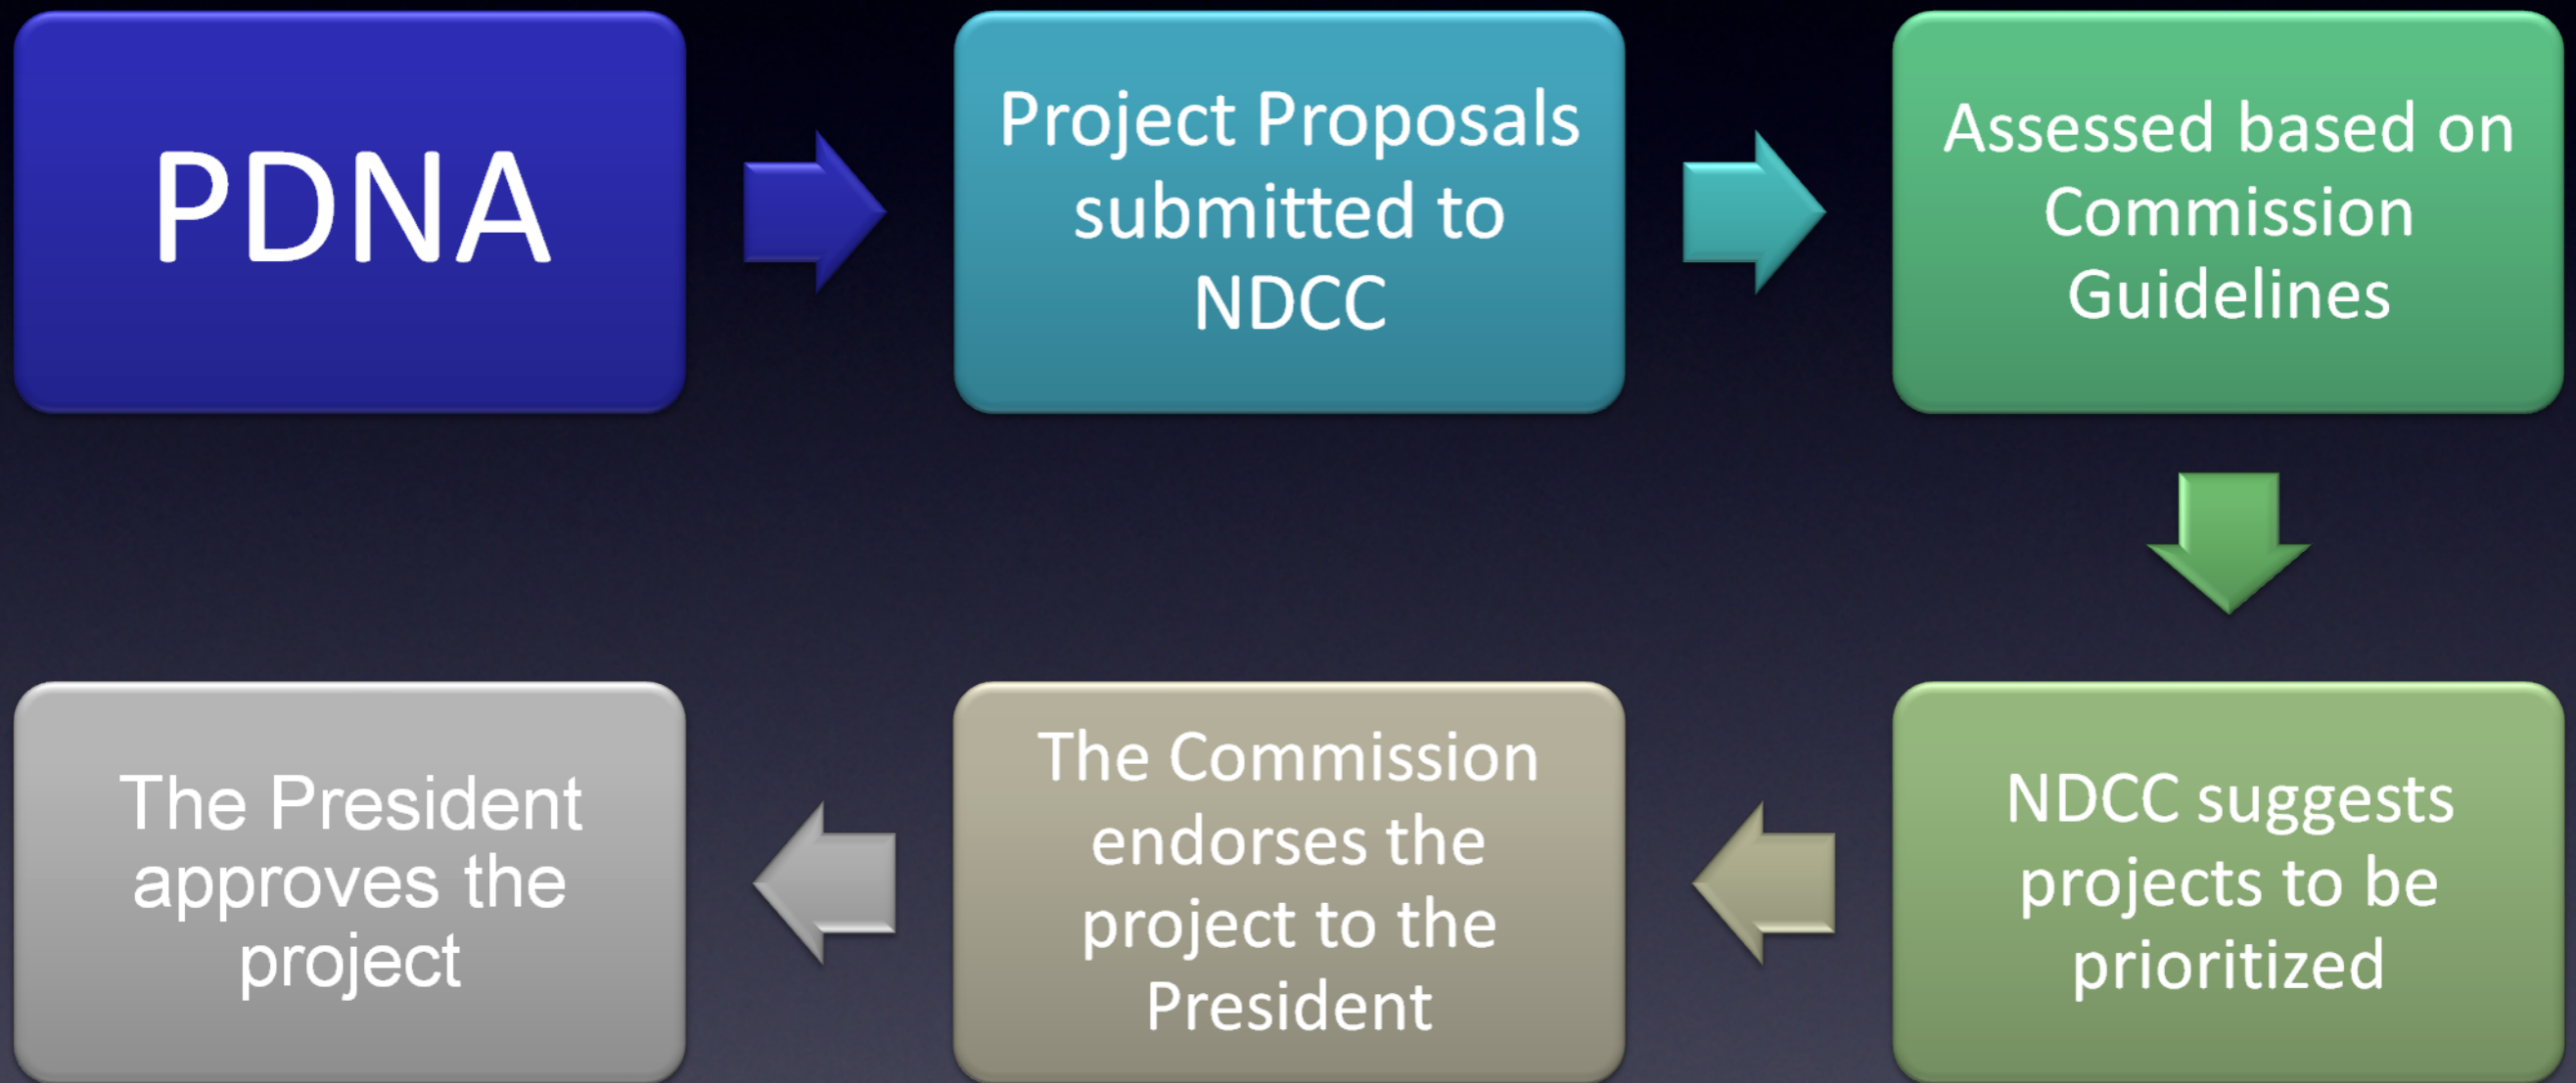 PDNA
Project Proposals
submitted to
NDCC
Assessed based on
Commission
Guidelines
NDCC suggests
projects to be
prioritized
The Commission
endorses the
project to the
President
The President
approves the
project